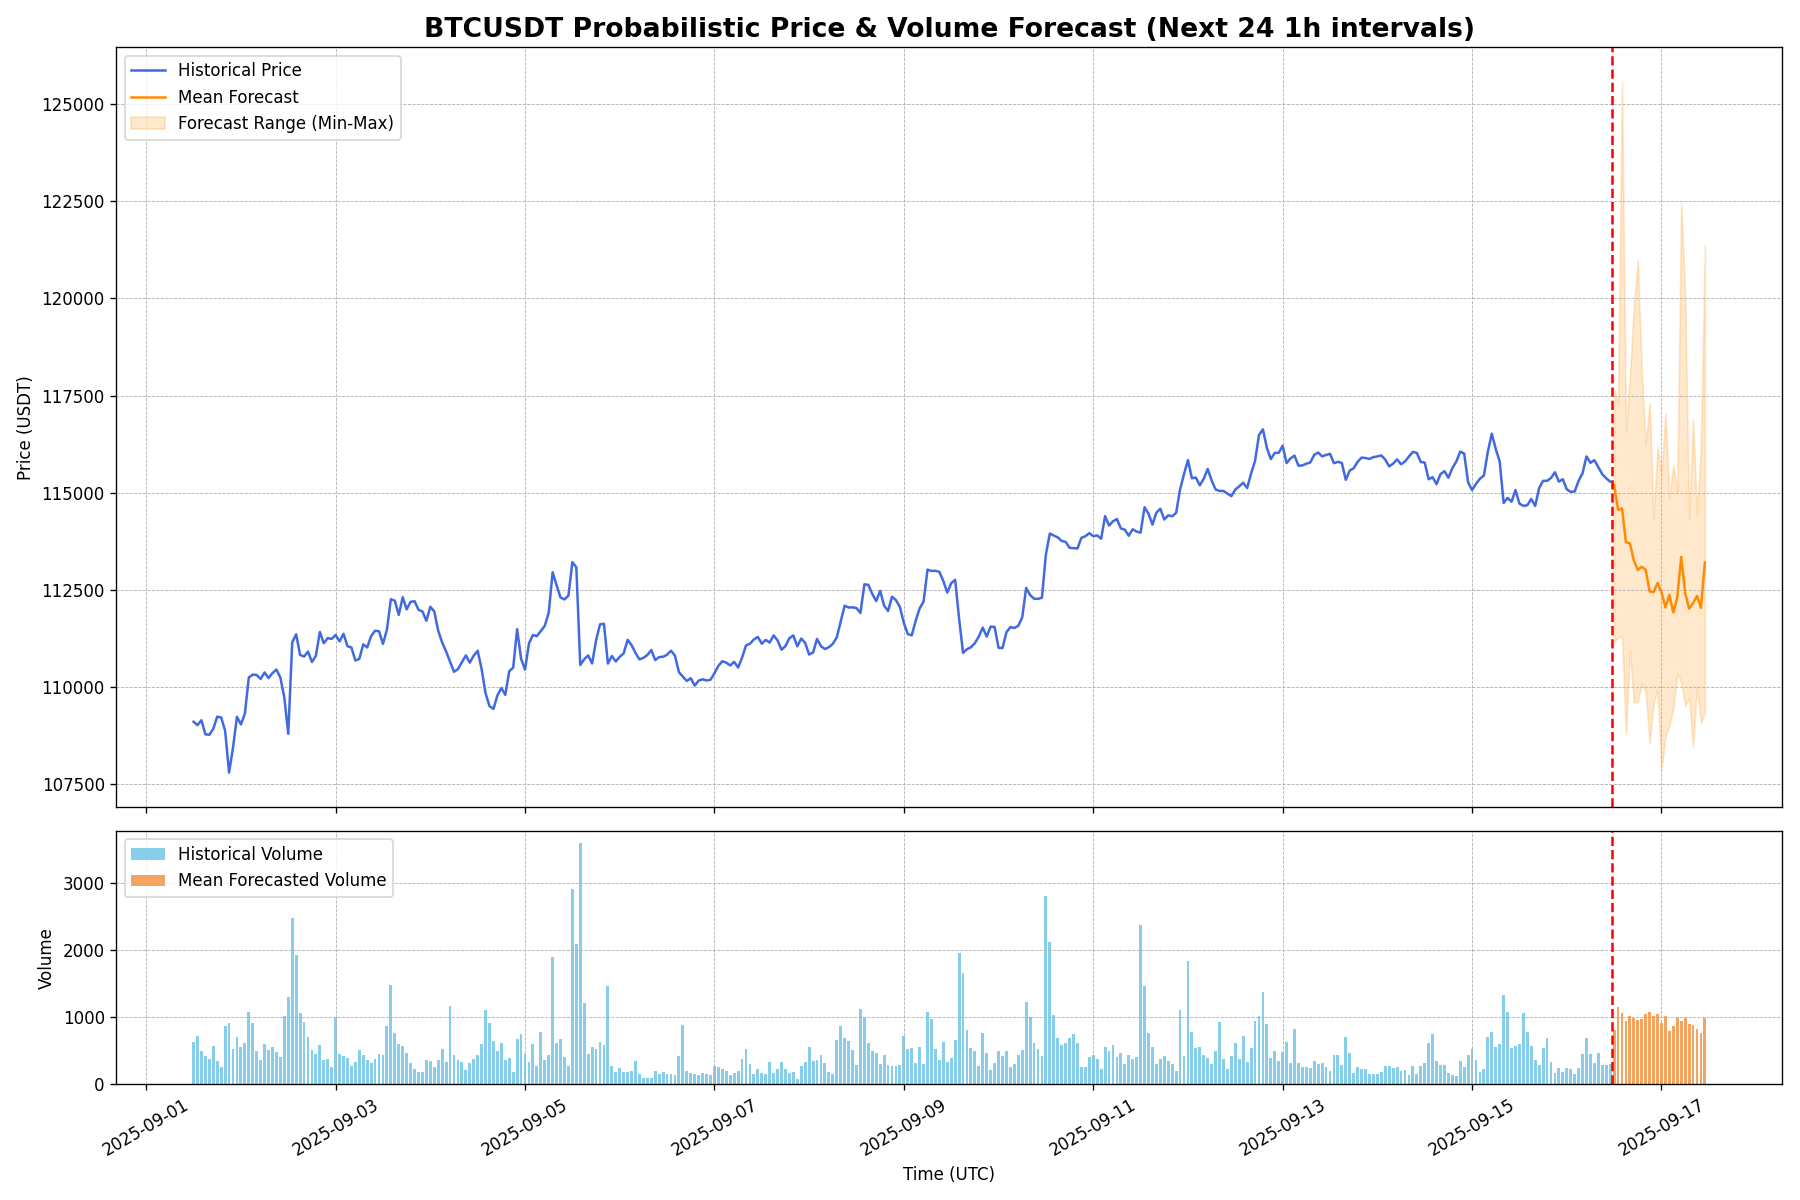 BTCUSDT Probabilistic Price & Volume Forecast (Next 24 1h intervals)
Historical Price
Mean Forecast
Forecast Range (Min-Max)
Price (USDT)
125000
122500
120000
117500
115000
112500
110000
107500
Historical Volume
Mean Forecasted Volume
Volume
3000
2000
1000
0
2025-09-01
2025-09-03
2025-09-05
2025-09-07
2025-09-09
2025-09-11
2025-09-13
2025-09-15
2025-09-17
Time (UTC)